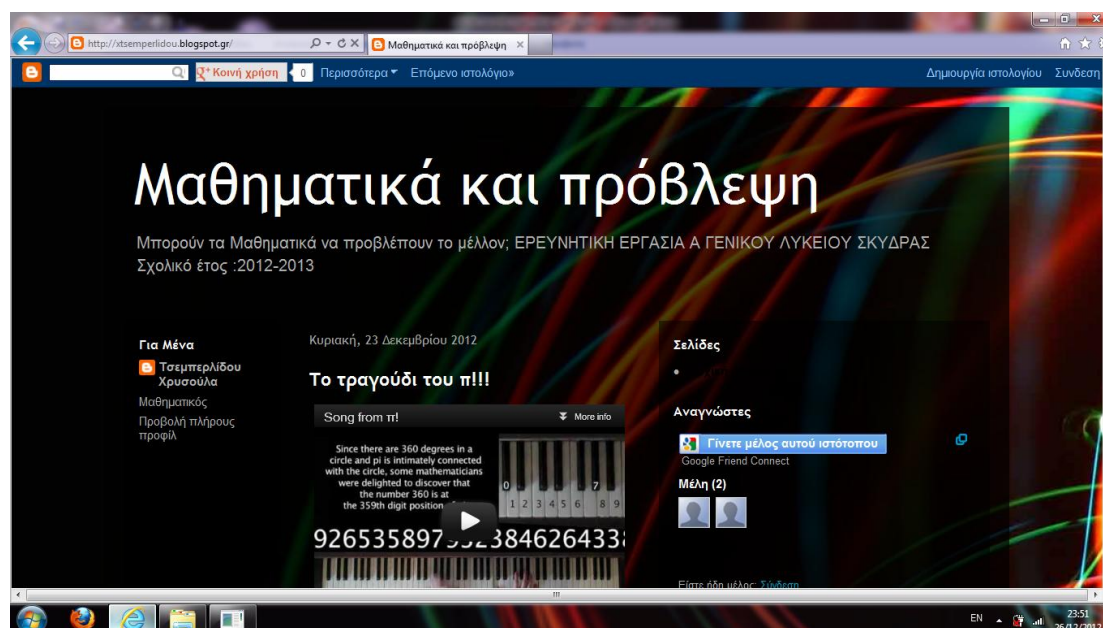 http://xtsemperlidou.blogspot.gr/
Μαθηματικά και πρόβλεψη
Κοινή χρήση 0 Περισσότερα Επόμενο ιστολόγιο» Δημιουργία ιστολογίου Συνδεση
Μαθηματικά και πρόβλεψη
Μπορούν τα Μαθηματικά να προβλέπουν το μέλλον; ΕΡΕΥΝΗΤΙΚΗ ΕΡΓΑΣΙΑ Α ΓΕΝΙΚΟΥ ΛΥΚΕΙΟΥ ΣΚΥΔΡΑΣ
Σχολικό έτος :2012-2013
Για Μένα
Τσεμπερλίδου
Χρυσούλα
Μαθηματικός
Προβολή πλήρους
προφίλ
Κυριακή, 23 Δεκεμβρίου 2012
Το τραγούδι του π!!!
Song from π! More info
Since there are 360 degrees in a
circle and pi is intimately connected
with the circle, some mathematicians
were delighted to discover that
the number 360 is at
the 359th digit position
0 7
1 2 3 4 5 6 8 9
Σελίδες
Αναγνώστες
Γίνετε μέλος αυτού ιστότοπου
Google Friend Connect
Μέλη (2)
Είστε ήδη μέλος; Σύνδεση
EN 23:51
26/12/2012